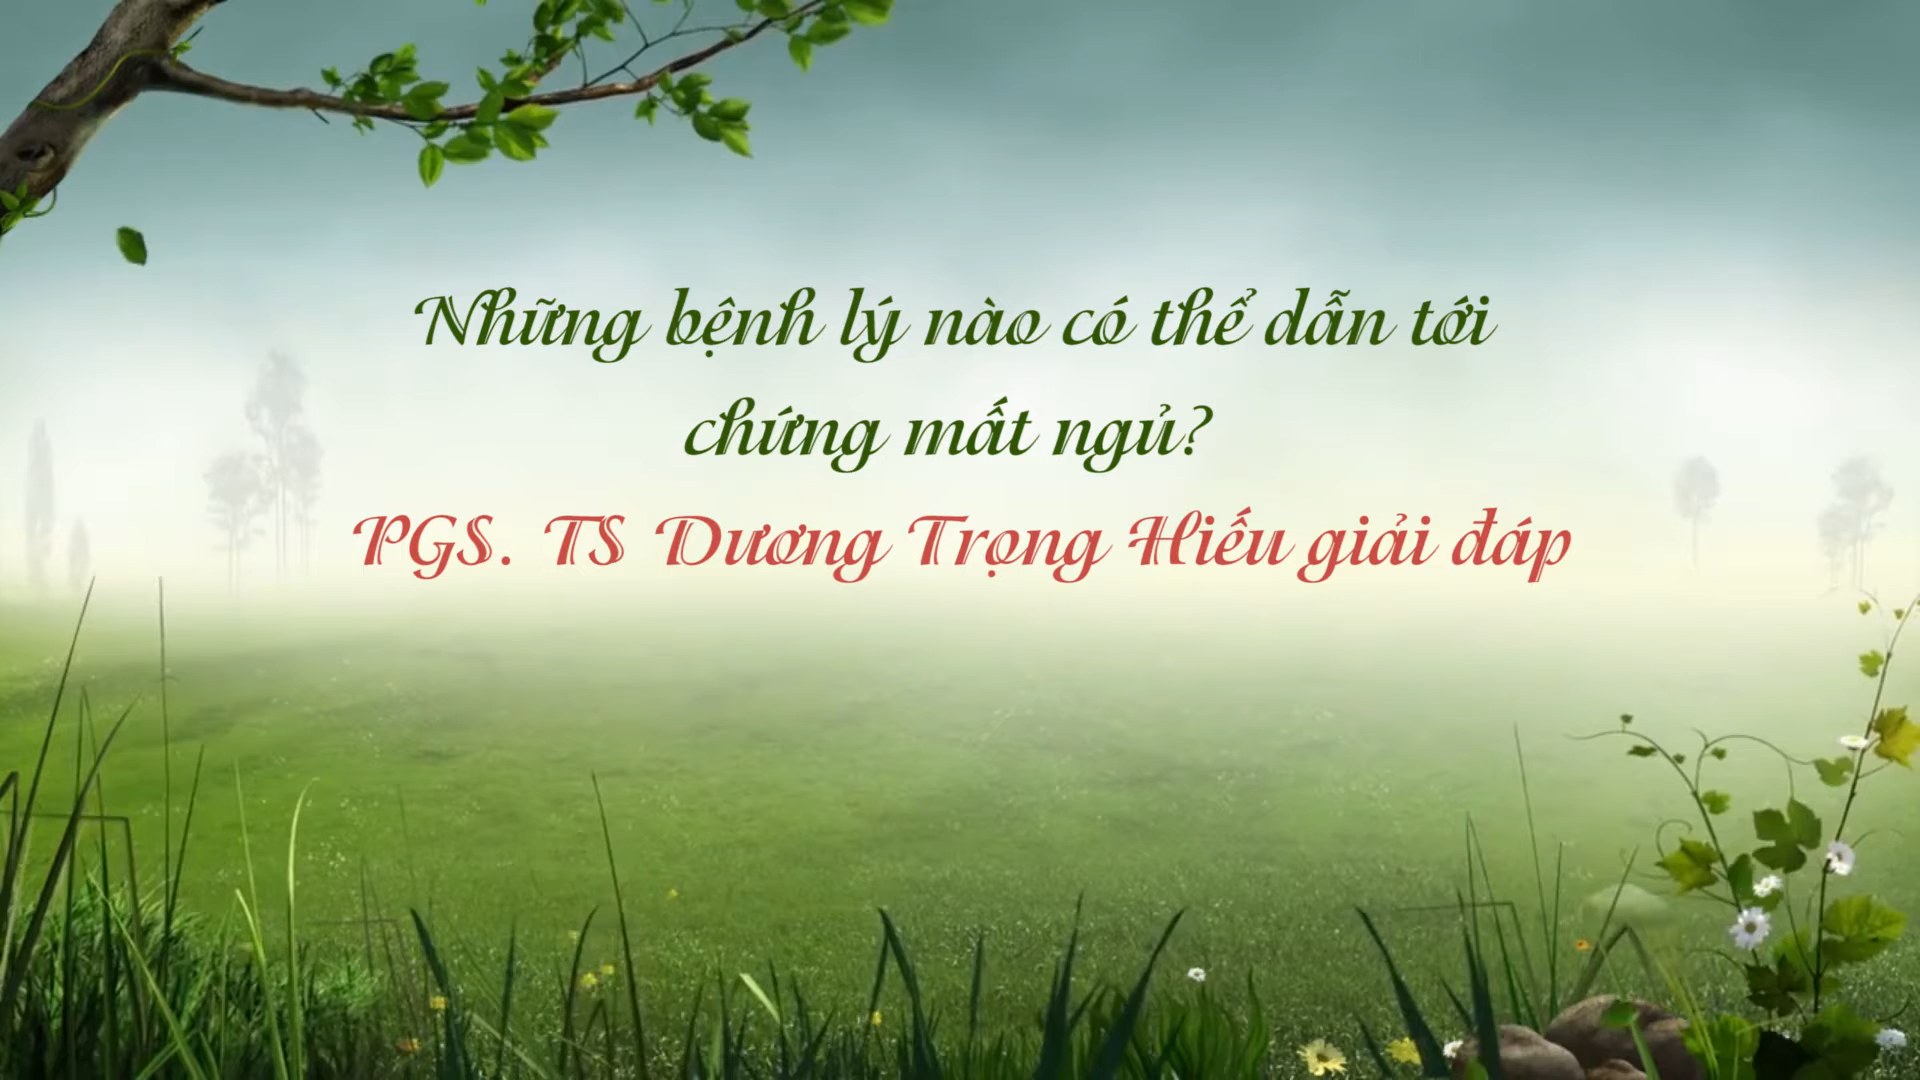 Những bệnh lý nào có thể dẫn tới
chứng mất ngủ?
PGS. TS Dương Trọng Hiếu giải đáp